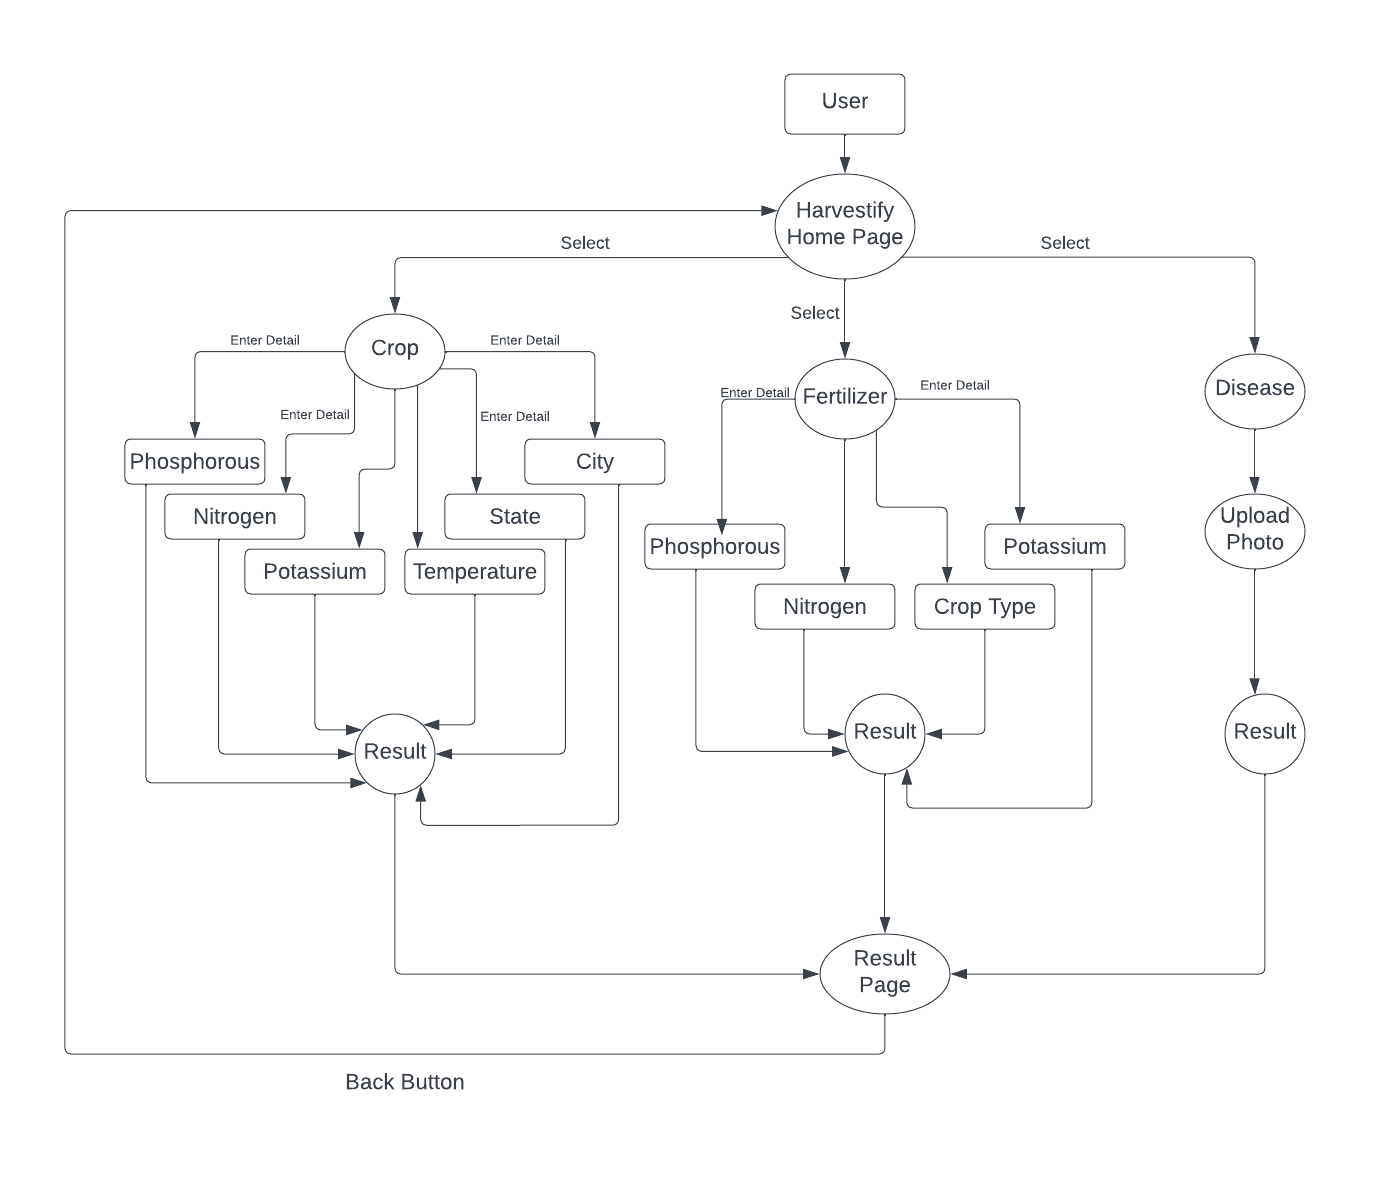 User
Harvestify
Home Page
Select
Select
Select
Crop
Enter Detail
Enter Detail
Enter Detail
Enter Detail
Phosphorous
City
Nitrogen
State
Potassium
Temperature
Result
Fertilizer
Enter Detail
Enter Detail
Phosphorous
Potassium
Nitrogen
Crop Type
Result
Disease
Upload
Photo
Result
Result
Page
Back Button